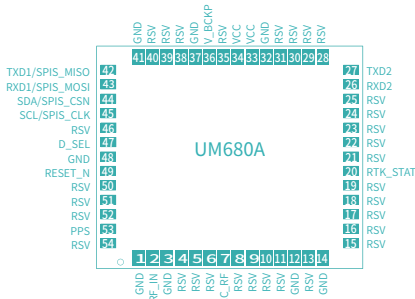 GND RSV RSV RSV GND V_BCKP RSV VCC VCC GND RSV RSV RSV RSV
41 40 39 38 37 36 35 34 33 32 31 30 29 28
TXD1/SPIS_MISO 42
RXD1/SPIS_MOSI 43
SDA/SPIS_CSN 44
SCL/SPIS_CLK 45
RSV 46
D_SEL 47
GND 48
RESET_N 49
RSV 50
RSV 51
RSV 52
PPS 53
RSV 54
UM680A
27 TXD2
26 RXD2
25 RSV
24 RSV
23 RSV
22 RSV
21 RSV
20 RTK_STAT
19 RSV
18 RSV
17 RSV
16 RSV
15 RSV
1 2 3 4 5 6 7 8 9 10 11 12 13 14
GND RF_IN GND RSV RSV RSV C_RF RSV RSV RSV RSV GND RSV GND